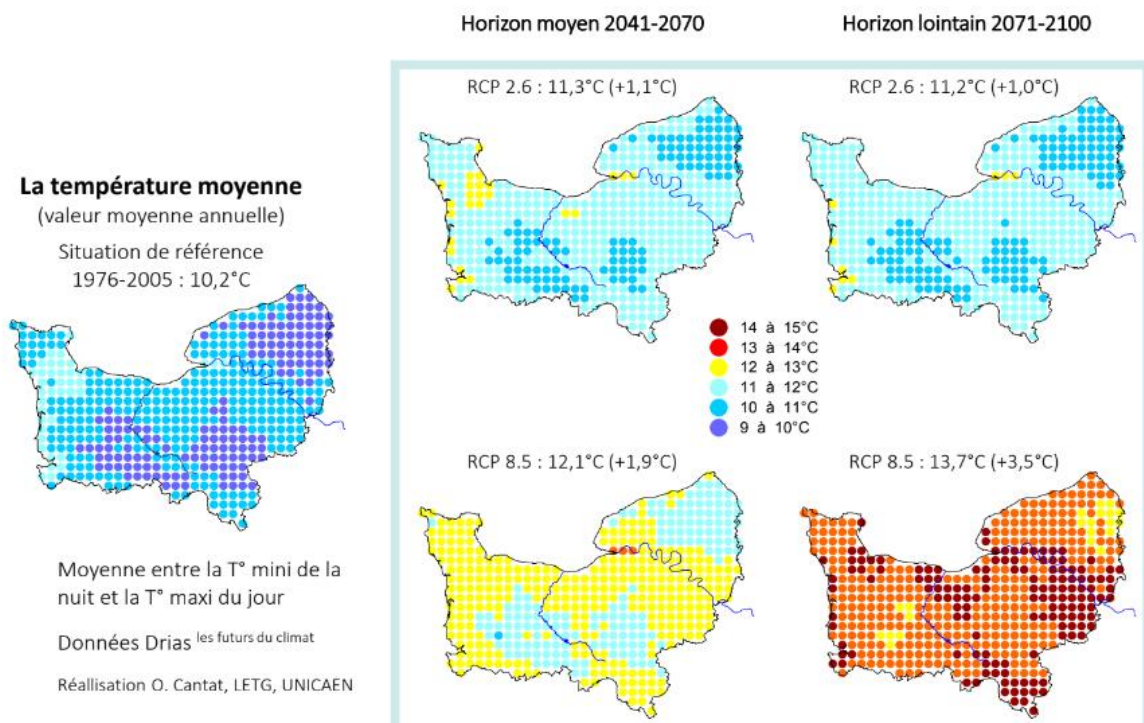 Horizon moyen 2041-2070
Horizon lointain 2071-2100
RCP 2.6 : 11,3°C (+1,1°C)
RCP 2.6 : 11,2°C (+1,0°C)
La température moyenne
(valeur moyenne annuelle)
Situation de référence
1976-2005 : 10,2°C
14 à 15°C
13 à 14°C
12 à 13°C
11 à 12°C
10 à 11°C
9 à 10°C
RCP 8.5 : 12,1°C (+1,9°C)
RCP 8.5 : 13,7°C (+3,5°C)
Moyenne entre la T° mini de la
nuit et la T° maxi du jour
Données Drias les futurs du climat
Réallisation O. Cantat, LETG, UNICAEN